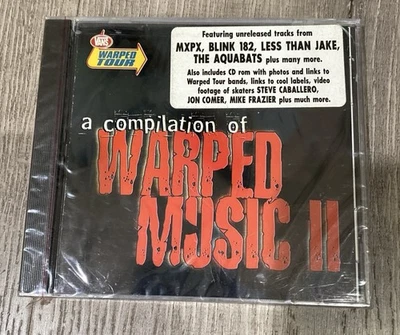 VANS
WARPED
TOUR
Featuring unreleased tracks from
MXPX, BLINK 182, LESS THAN JAKE,
THE AQUABATS plus many more.
Also includes CD rom with photos and links to
Warped Tour bands, links to cool labels, video
footage of skaters STEVE CABALLERO,
JON COMER, MIKE FRAZIER plus much more.
a compilation of
WARPED
MUSIC II